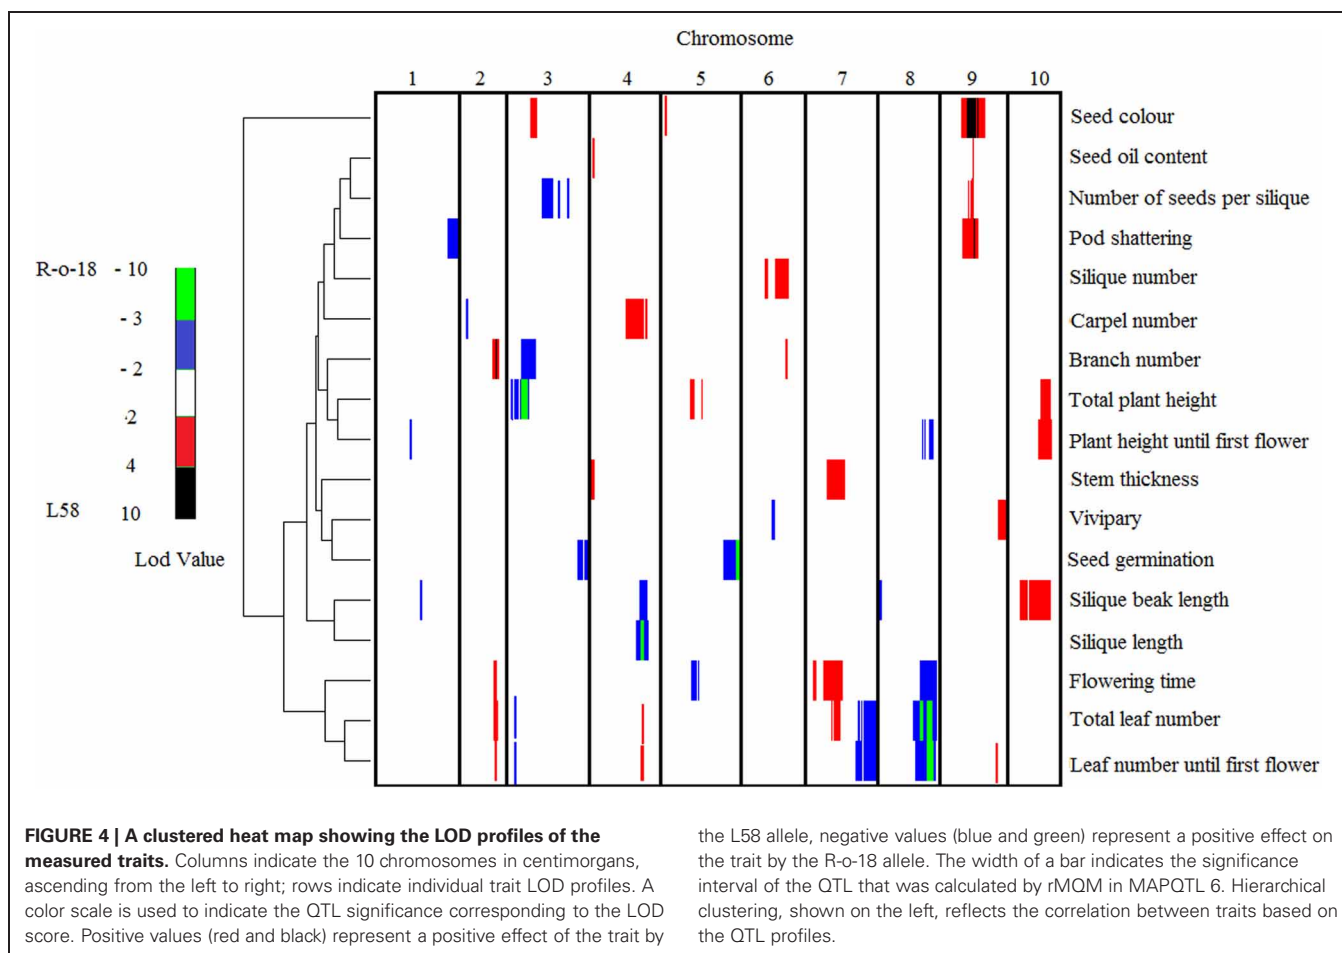 Chromosome
1 2 3 4 5 6 7 8 9 10
Seed colour
Seed oil content
Number of seeds per silique
Pod shattering
Silique number
Carpel number
Branch number
Total plant height
Plant height until first flower
Stem thickness
Vivipary
Seed germination
Silique beak length
Silique length
Flowering time
Total leaf number
Leaf number until first flower
R-o-18 - 10
- 3
- 2
2
4
L58 10
Lod Value
FIGURE 4 | A clustered heat map showing the LOD profiles of the
measured traits. Columns indicate the 10 chromosomes in centimorgans,
ascending from the left to right; rows indicate individual trait LOD profiles. A
color scale is used to indicate the QTL significance corresponding to the LOD
score. Positive values (red and black) represent a positive effect of the trait by
the L58 allele, negative values (blue and green) represent a positive effect on
the trait by the R-o-18 allele. The width of a bar indicates the significance
interval of the QTL that was calculated by rMQM in MAPQTL 6. Hierarchical
clustering, shown on the left, reflects the correlation between traits based on
the QTL profiles.